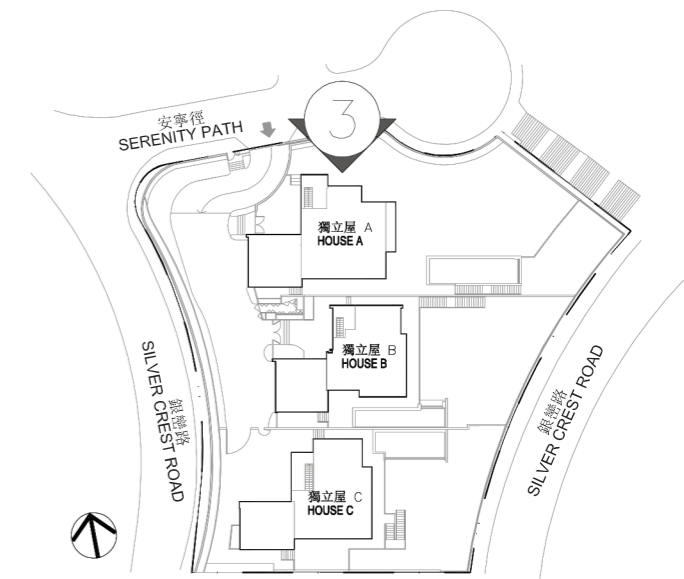 安寧徑
SERENITY PATH
3
獨立屋 A
HOUSE A
獨立屋 B
HOUSE B
銀巒路
SILVER CREST ROAD
銀巒路
SILVER CREST ROAD
獨立屋 C
HOUSE C